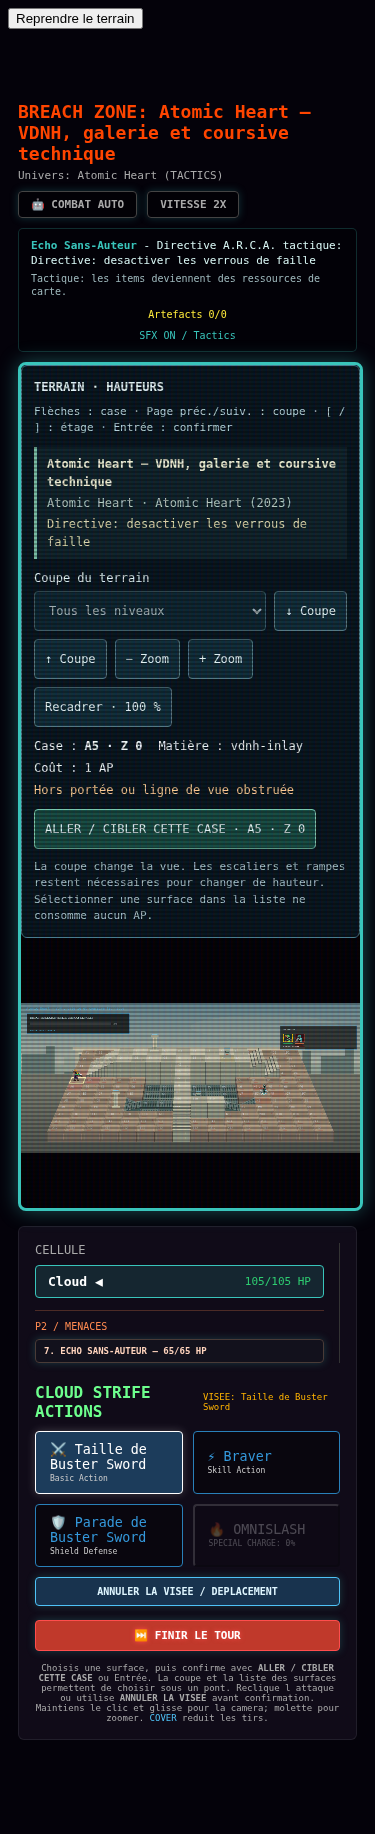 Reprendre le terrain
BREACH ZONE: Atomic Heart —
VDNH, galerie et coursive
technique
Univers: Atomic Heart (TACTICS)
🤖 COMBAT AUTO
VITESSE 2X
Echo Sans-Auteur - Directive A.R.C.A. tactique:
Directive: desactiver les verrous de faille
Tactique: les items deviennent des ressources de
carte.
Artefacts 0/0
SFX ON / Tactics
TERRAIN · HAUTEURS
Flèches : case · Page préc./suiv. : coupe · [ /
] : étage · Entrée : confirmer
Atomic Heart — VDNH, galerie et coursive
technique
Atomic Heart · Atomic Heart (2023)
Directive: desactiver les verrous de
faille
Coupe du terrain
Tous les niveaux
↓ Coupe
↑ Coupe
− Zoom
+ Zoom
Recadrer · 100 %
Case : A5 · Z 0 Matière : vdnh-inlay
Coût : 1 AP
Hors portée ou ligne de vue obstruée
ALLER / CIBLER CETTE CASE · A5 · Z 0
La coupe change la vue. Les escaliers et rampes
restent nécessaires pour changer de hauteur.
Sélectionner une surface dans la liste ne
consomme aucun AP.
CELLULE
Cloud ◀
105/105 HP
P2 / MENACES
7. ECHO SANS-AUTEUR — 65/65 HP
CLOUD STRIFE
ACTIONS
VISEE: Taille de Buster
Sword
⚔️ Taille de
Buster Sword
Basic Action
⚡ Braver
Skill Action
🛡️ Parade de
Buster Sword
Shield Defense
🔥 OMNISLASH
SPECIAL CHARGE: 0%
ANNULER LA VISEE / DEPLACEMENT
⏩ FINIR LE TOUR
Choisis une surface, puis confirme avec ALLER / CIBLER
CETTE CASE ou Entrée. La coupe et la liste des surfaces
permettent de choisir sous un pont. Reclique l attaque
ou utilise ANNULER LA VISEE avant confirmation.
Maintiens le clic et glisse pour la camera; molette pour
zoomer. COVER reduit les tirs.